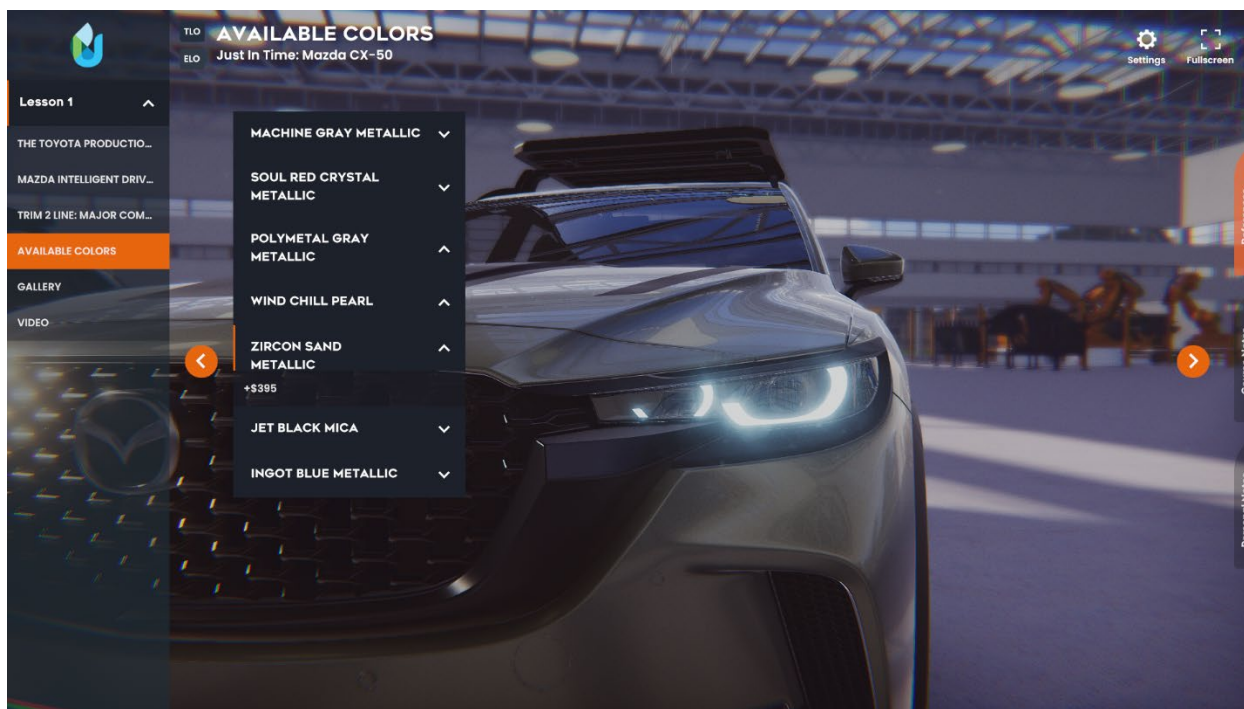 TLO AVAILABLE COLORS
ELO Just In Time: Mazda CX-50
Settings
Fullscreen
Lesson 1
THE TOYOTA PRODUCTIO...
MAZDA INTELLIGENT DRIV...
TRIM 2 LINE: MAJOR COM...
AVAILABLE COLORS
GALLERY
VIDEO
MACHINE GRAY METALLIC
SOUL RED CRYSTAL
METALLIC
POLYMETAL GRAY
METALLIC
WIND CHILL PEARL
ZIRCON SAND
METALLIC
+$395
JET BLACK MICA
INGOT BLUE METALLIC